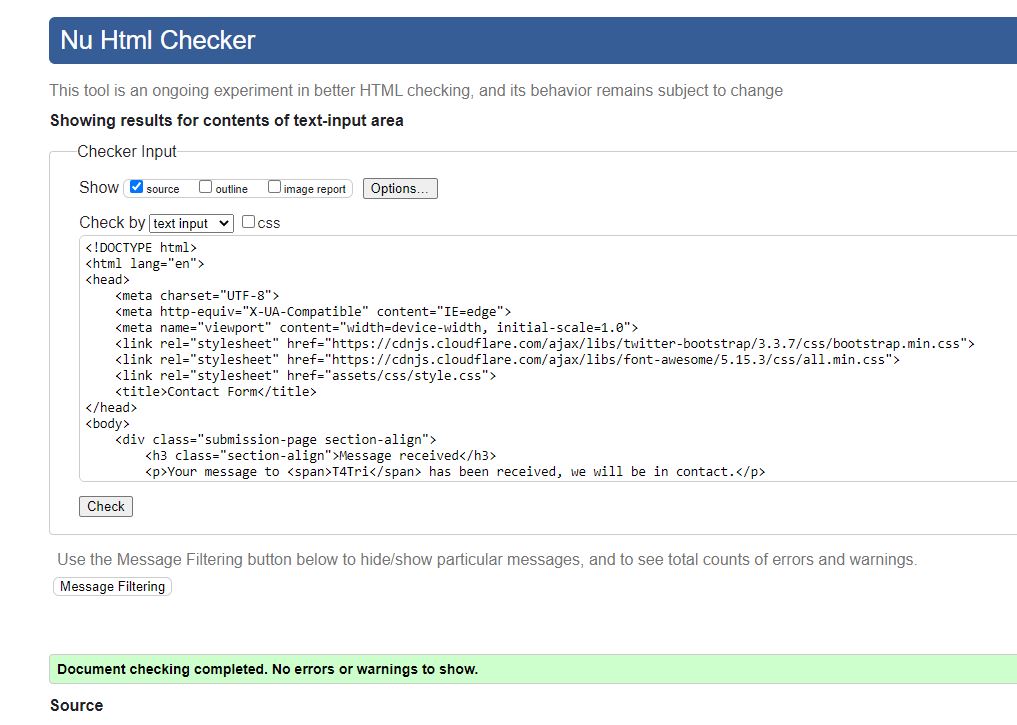 Nu Html Checker
This tool is an ongoing experiment in better HTML checking, and its behavior remains subject to change
Showing results for contents of text-input area
Checker Input
Show source outline image report Options...
Check by text input css
<!DOCTYPE html>
<html lang="en">
<head>
    <meta charset="UTF-8">
    <meta http-equiv="X-UA-Compatible" content="IE=edge">
    <meta name="viewport" content="width=device-width, initial-scale=1.0">
    <link rel="stylesheet" href="https://cdnjs.cloudflare.com/ajax/libs/twitter-bootstrap/3.3.7/css/bootstrap.min.css">
    <link rel="stylesheet" href="https://cdnjs.cloudflare.com/ajax/libs/font-awesome/5.15.3/css/all.min.css">
    <link rel="stylesheet" href="assets/css/style.css">
    <title>Contact Form</title>
</head>
<body>
    <div class="submission-page section-align">
        <h3 class="section-align">Message received</h3>
        <p>Your message to <span>T4Tri</span> has been received, we will be in contact.</p>
Check
Use the Message Filtering button below to hide/show particular messages, and to see total counts of errors and warnings.
Message Filtering
Document checking completed. No errors or warnings to show.
Source